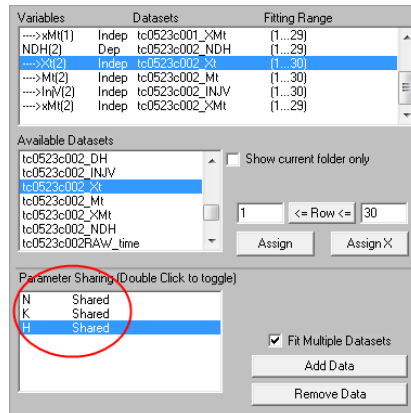 Variables Datasets Fitting Range
---->xMt(1) Indep tc0523c001_XMt (1...29)
NDH(2) Dep tc0523c002_NDH (1...29)
---->Xt(2) Indep tc0523c002_Xt (1...30)
---->Mt(2) Indep tc0523c002_Mt (1...30)
---->InjV(2) Indep tc0523c002_INJV (1...30)
---->xMt(2) Indep tc0523c002_XMt (1...29)
Available Datasets
tc0523c002_DH
tc0523c002_INJV
tc0523c002_Xt
tc0523c002_Mt
tc0523c002_XMt
tc0523c002_NDH
tc0523c002RAW_time
Show current folder only
1 <= Row <= 30
Assign Assign X
Parameter Sharing (Double Click to toggle)
N Shared
K Shared
H Shared
Fit Multiple Datasets
Add Data
Remove Data